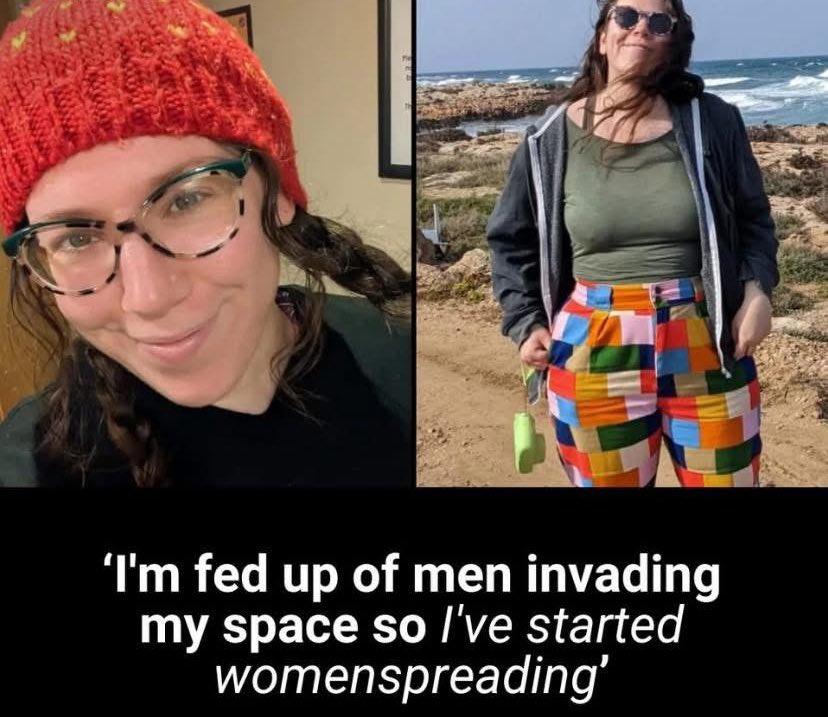 ‘I'm fed up of men invading
my space so I've started
womenspreading’